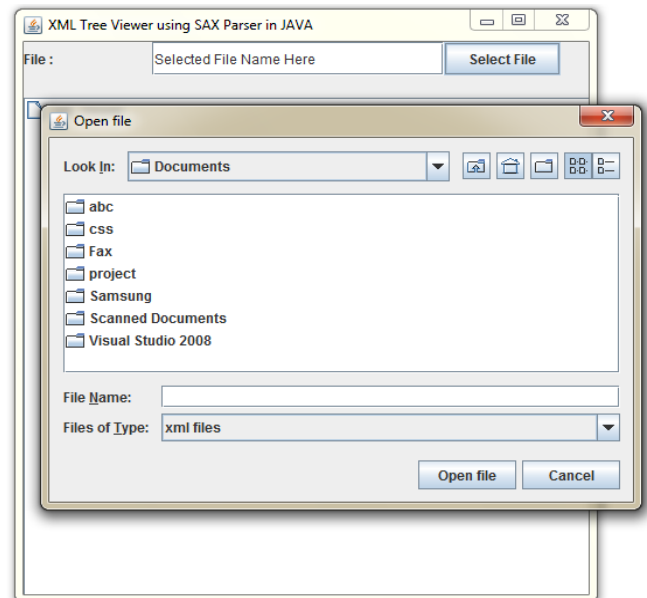 XML Tree Viewer using SAX Parser in JAVA
File : Selected File Name Here Select File
Open file
Look In: Documents
abc
css
Fax
project
Samsung
Scanned Documents
Visual Studio 2008
File Name:
Files of Type: xml files
Open file Cancel